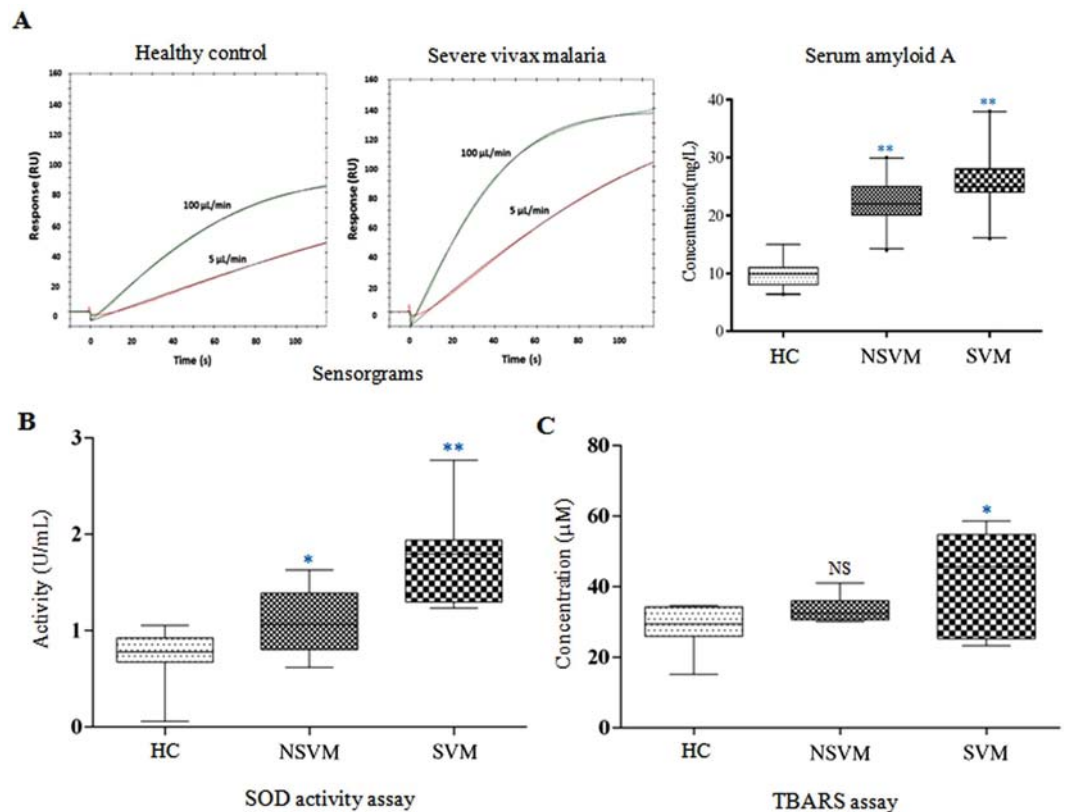 A
Healthy control
Severe vivax malaria
Serum amyloid A
Response (RU)
160
140
120
100
80
60
40
20
0
100 µL/min
5 µL/min
0 20 40 60 80 100
Time (s)
Response (RU)
160
140
120
100
80
60
40
20
0
100 µL/min
5 µL/min
0 20 40 60 80 100
Time (s)
Sensorgrams
Concentration(mg/L)
40
30
20
10
0
**
**
HC NSVM SVM
B
Activity (U/mL)
3
2
1
0
*
**
HC NSVM SVM
SOD activity assay
C
Concentration (µM)
80
60
40
20
0
NS
*
HC NSVM SVM
TBARS assay